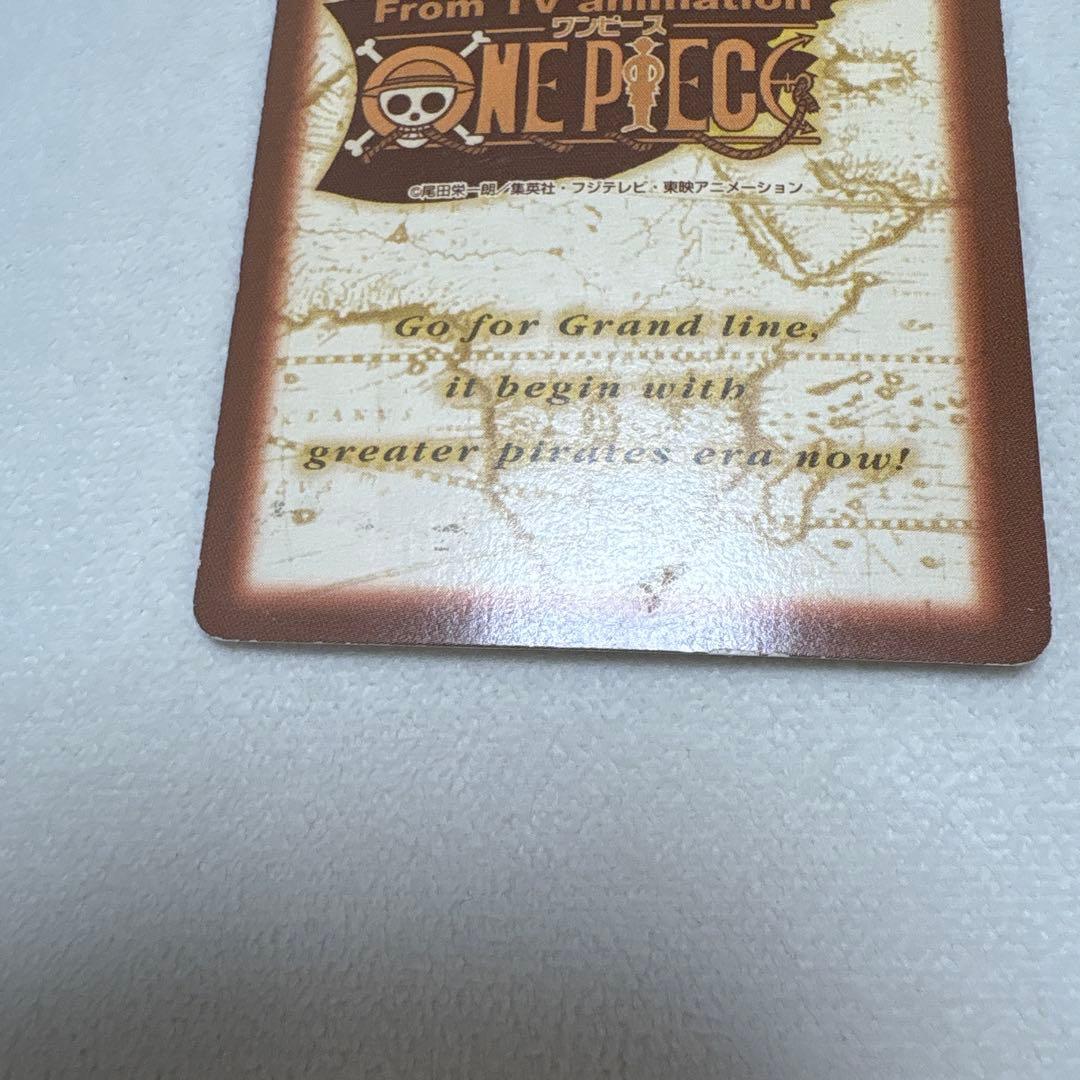 From TV animation
ワンピース
ONE PIECE
©尾田栄一朗／集英社・フジテレビ・東映アニメーション
Go for Grand line,
it begin with
OCEANUS
greater pirates era now!